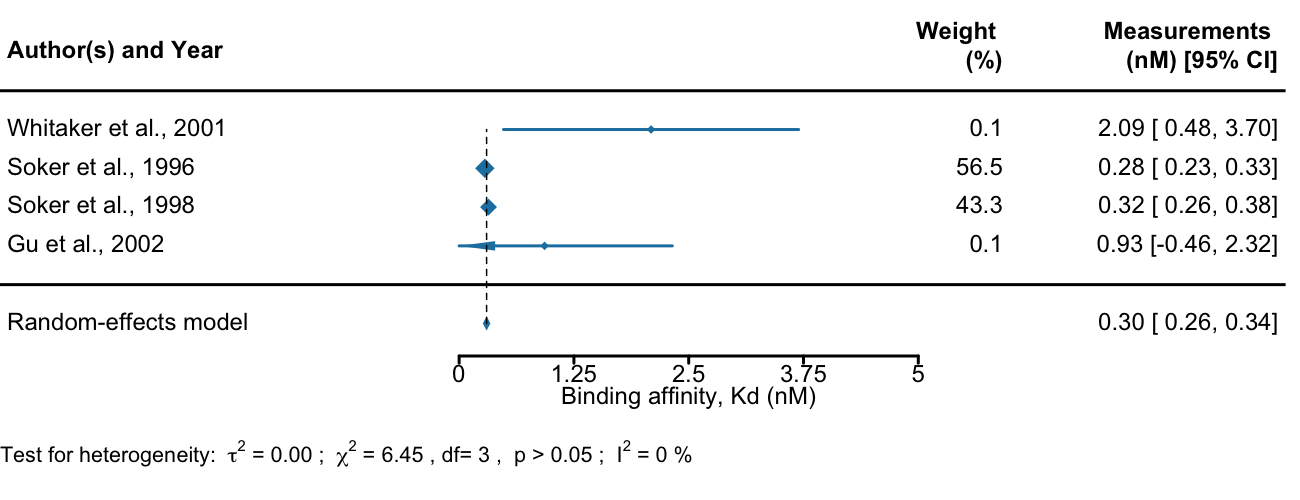 Author(s) and Year Weight (%) Measurements (nM) [95% CI]
Whitaker et al., 2001 0.1 2.09 [ 0.48, 3.70]
Soker et al., 1996 56.5 0.28 [ 0.23, 0.33]
Soker et al., 1998 43.3 0.32 [ 0.26, 0.38]
Gu et al., 2002 0.1 0.93 [-0.46, 2.32]
Random-effects model 0.30 [ 0.26, 0.34]
0 1.25 2.5 3.75 5
Binding affinity, Kd (nM)
Test for heterogeneity: τ² = 0.00 ; χ² = 6.45 , df= 3 , p > 0.05 ; I² = 0 %